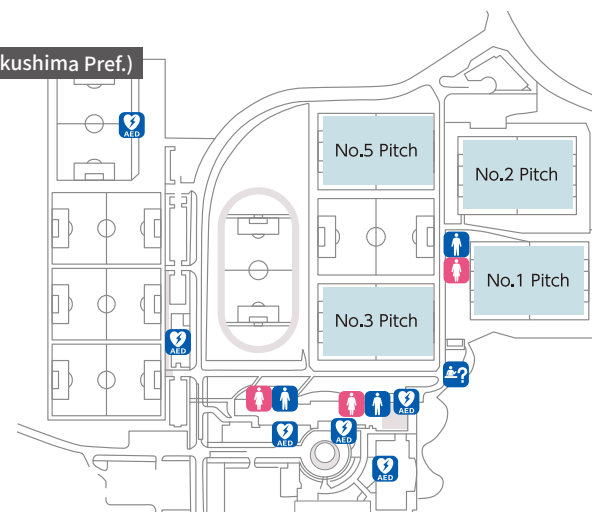 kushima Pref.)
AED
No.5 Pitch
No.2 Pitch
No.1 Pitch
No.3 Pitch
AED
?
AED
AED
AED
AED